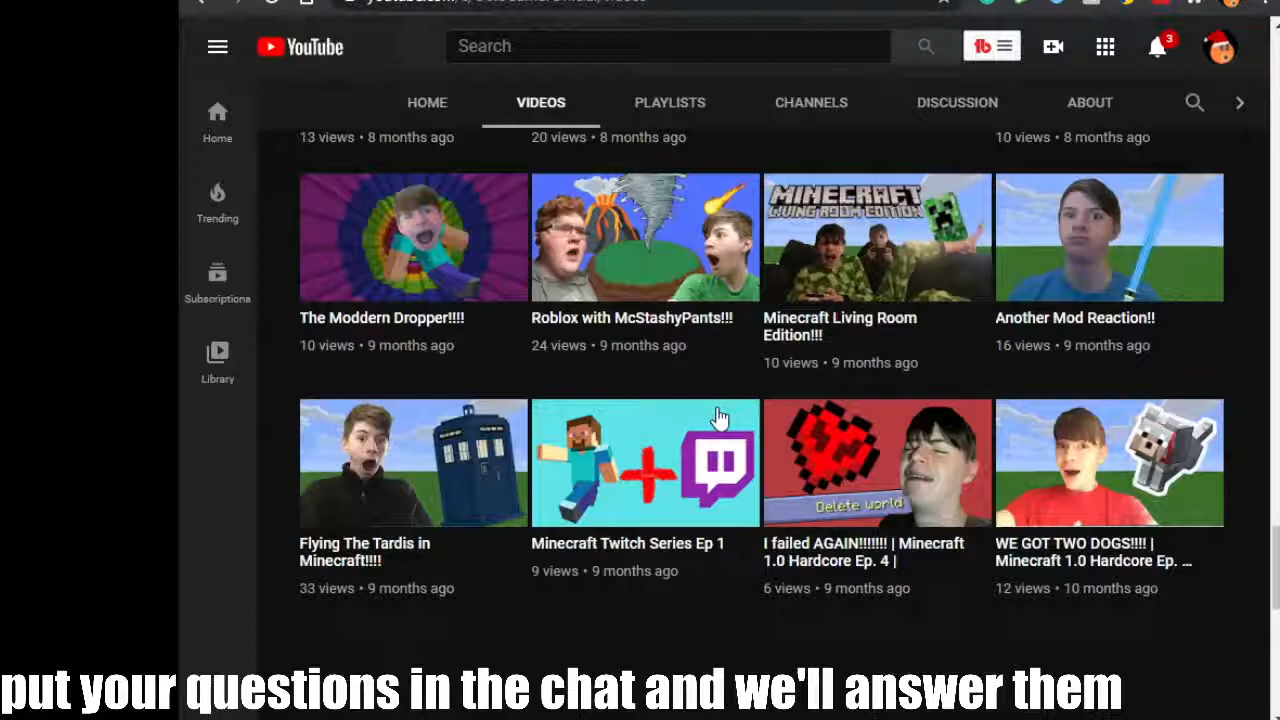 YouTube
Search
3
HOME
VIDEOS
PLAYLISTS
CHANNELS
DISCUSSION
ABOUT
Home
Trending
Subscriptions
Library
13 views • 8 months ago
20 views • 8 months ago
10 views • 8 months ago
MINECRAFT
LIVING ROOM EDITION
The Moddern Dropper!!!!
10 views • 9 months ago
Roblox with McStashyPants!!!
24 views • 9 months ago
Minecraft Living Room
Edition!!!
10 views • 9 months ago
Another Mod Reaction!!
16 views • 9 months ago
Delete world
Flying The Tardis in
Minecraft!!!!
33 views • 9 months ago
Minecraft Twitch Series Ep 1
9 views • 9 months ago
I failed AGAIN!!!!!!! | Minecraft
1.0 Hardcore Ep. 4 |
6 views • 9 months ago
WE GOT TWO DOGS!!!! |
Minecraft 1.0 Hardcore Ep. ...
12 views • 10 months ago
put your questions in the chat and we'll answer them